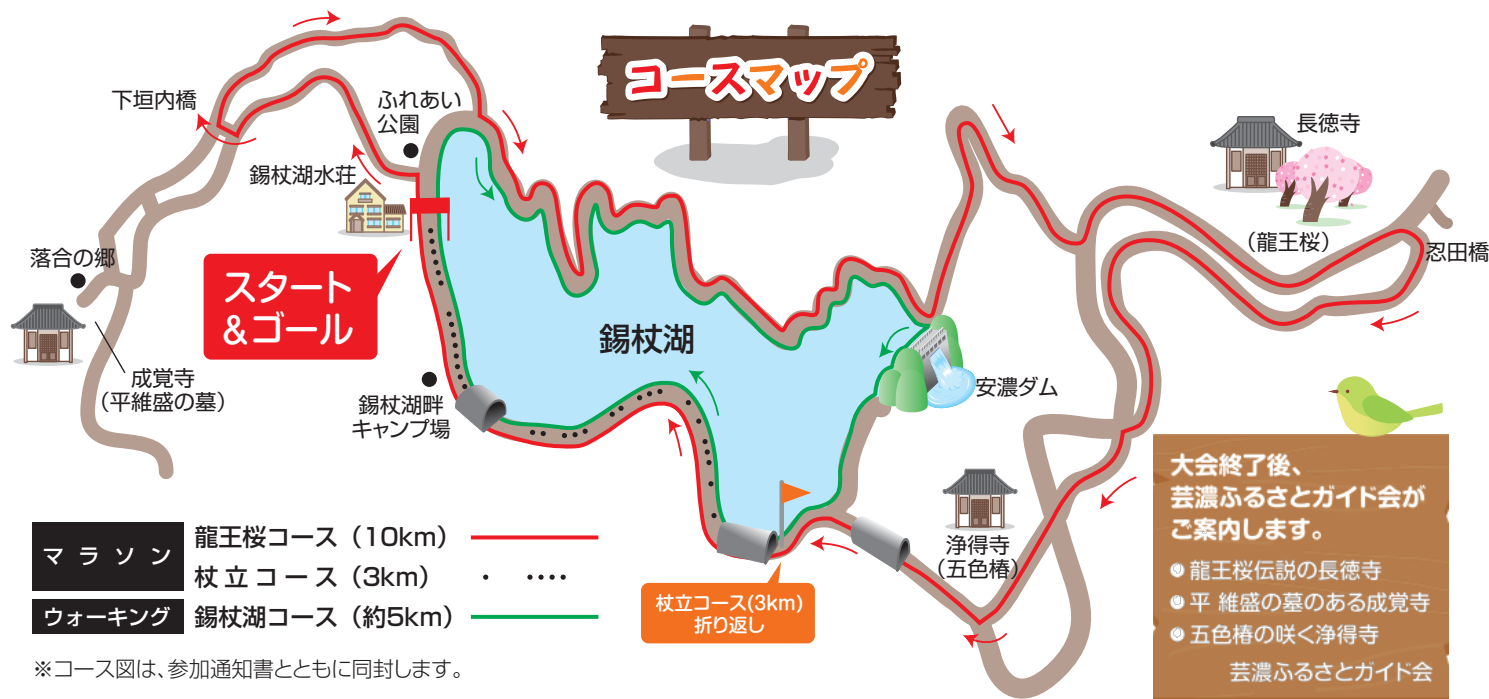 コースマップ
下垣内橋
ふれあい
公園
錫杖湖水荘
落合の郷
成覚寺
（平維盛の墓）
スタート
＆ゴール
錫杖湖畔
キャンプ場
錫杖湖
安濃ダム
長徳寺
（龍王桜）
忍田橋
浄得寺
（五色椿）
杖立コース(3km)
折り返し
マラソン
龍王桜コース（10km）
杖立コース（3km）
ウォーキング
錫杖湖コース（約5km）
※コース図は、参加通知書とともに同封します。
大会終了後、
芸濃ふるさとガイド会が
ご案内します。
龍王桜伝説の長徳寺
平 維盛の墓のある成覚寺
五色椿の咲く浄得寺
芸濃ふるさとガイド会